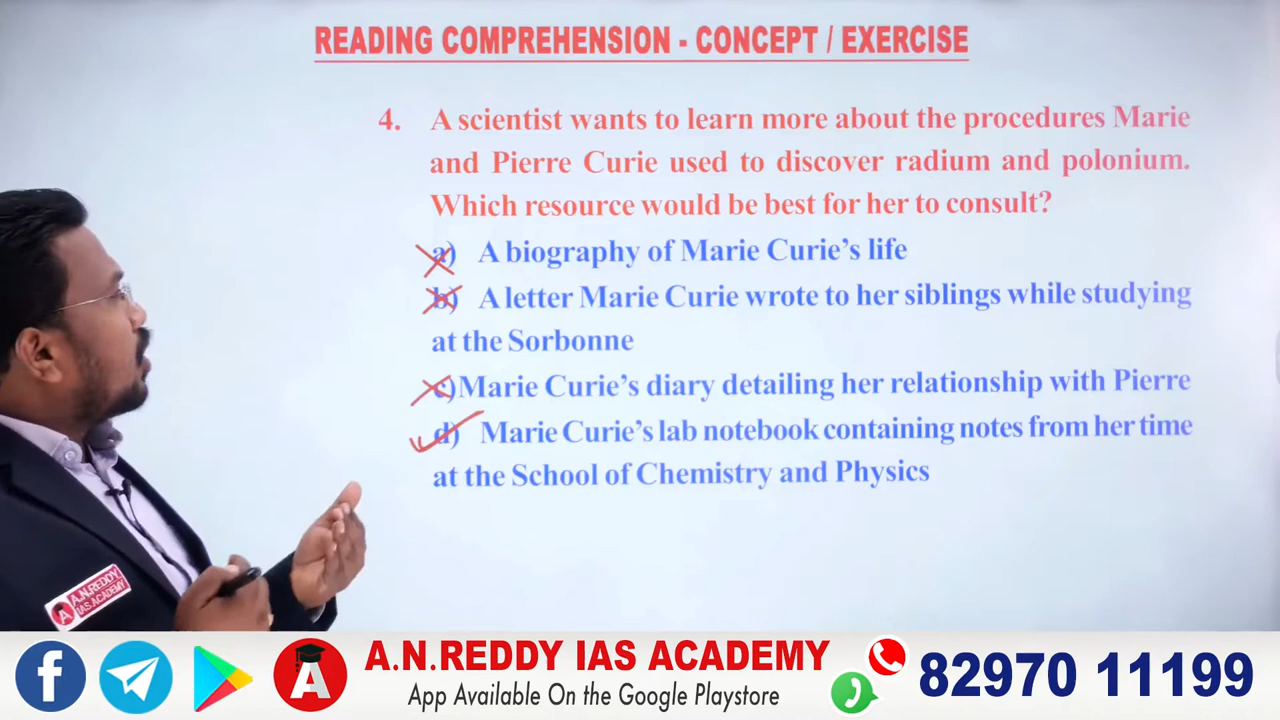 READING COMPREHENSION - CONCEPT / EXERCISE
4. A scientist wants to learn more about the procedures Marie
and Pierre Curie used to discover radium and polonium.
Which resource would be best for her to consult?
a) A biography of Marie Curie's life
b) A letter Marie Curie wrote to her siblings while studying
at the Sorbonne
c) Marie Curie's diary detailing her relationship with Pierre
d) Marie Curie's lab notebook containing notes from her time
at the School of Chemistry and Physics
A.N.REDDY
IAS ACADEMY
A
A
A.N.REDDY IAS ACADEMY
App Available On the Google Playstore
82970 11199